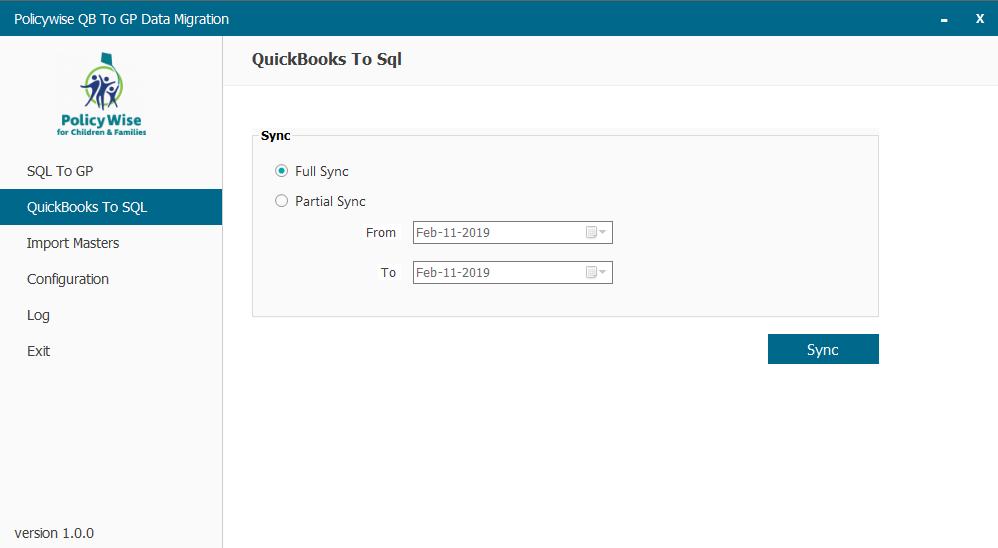 Policywise QB To GP Data Migration
X
PolicyWise
for Children & Families
SQL To GP
QuickBooks To SQL
Import Masters
Configuration
Log
Exit
version 1.0.0
QuickBooks To Sql
Sync
Full Sync
Partial Sync
From Feb-11-2019
To Feb-11-2019
Sync